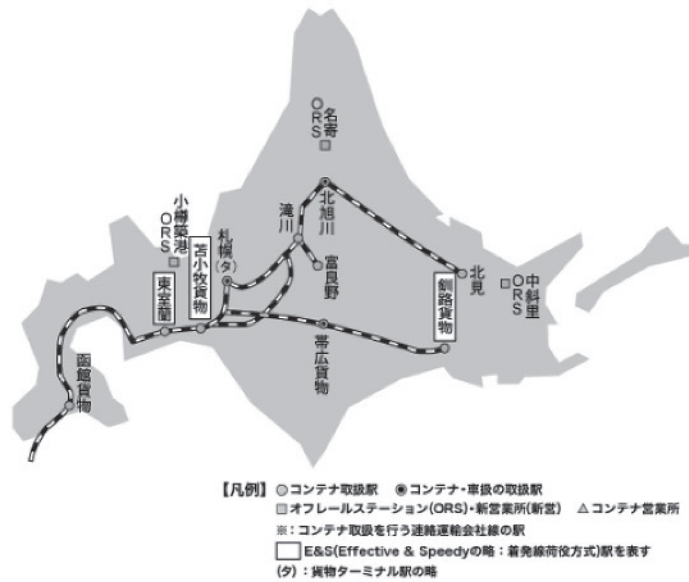 名寄
ORS
北旭川
滝川
小樽築港
ORS
札幌
(タ)
苫小牧貨物
東室蘭
富良野
北見
中斜里
ORS
釧路貨物
帯広貨物
函館貨物
【凡例】 コンテナ取扱駅 コンテナ・車扱の取扱駅
オフレールステーション(ORS)・新営業所(新営) コンテナ営業所
※：コンテナ取扱を行う連絡運輸会社線の駅
E&S(Effective & Speedyの略：着発線荷役方式)駅を表す
(タ)：貨物ターミナル駅の略